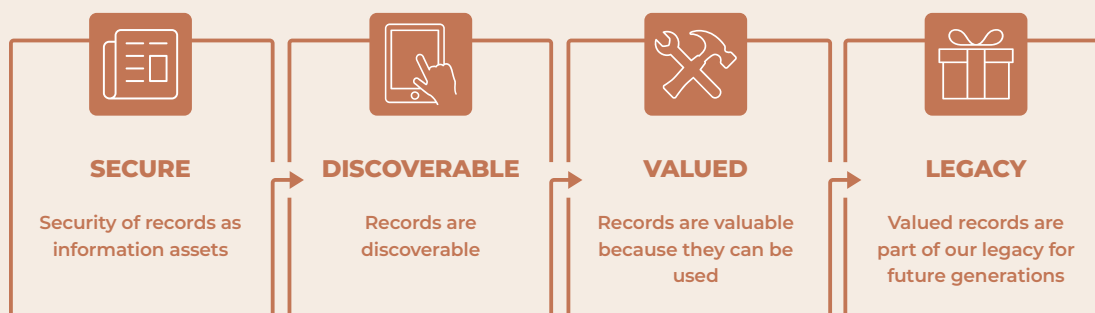 SECURE
Security of records as
information assets
DISCOVERABLE
Records are
discoverable
VALUED
Records are valuable
because they can be
used
LEGACY
Valued records are
part of our legacy for
future generations